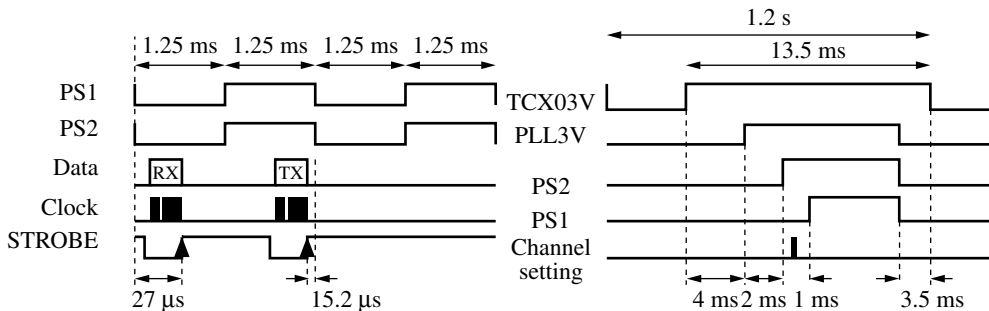 1.25 ms 1.25 ms 1.25 ms 1.25 ms
PS1
PS2
Data RX TX
Clock
STROBE
27 µs 15.2 µs
1.2 s
13.5 ms
TCX03V
PLL3V
PS2
PS1
Channel
setting
4 ms 2 ms 1 ms 3.5 ms